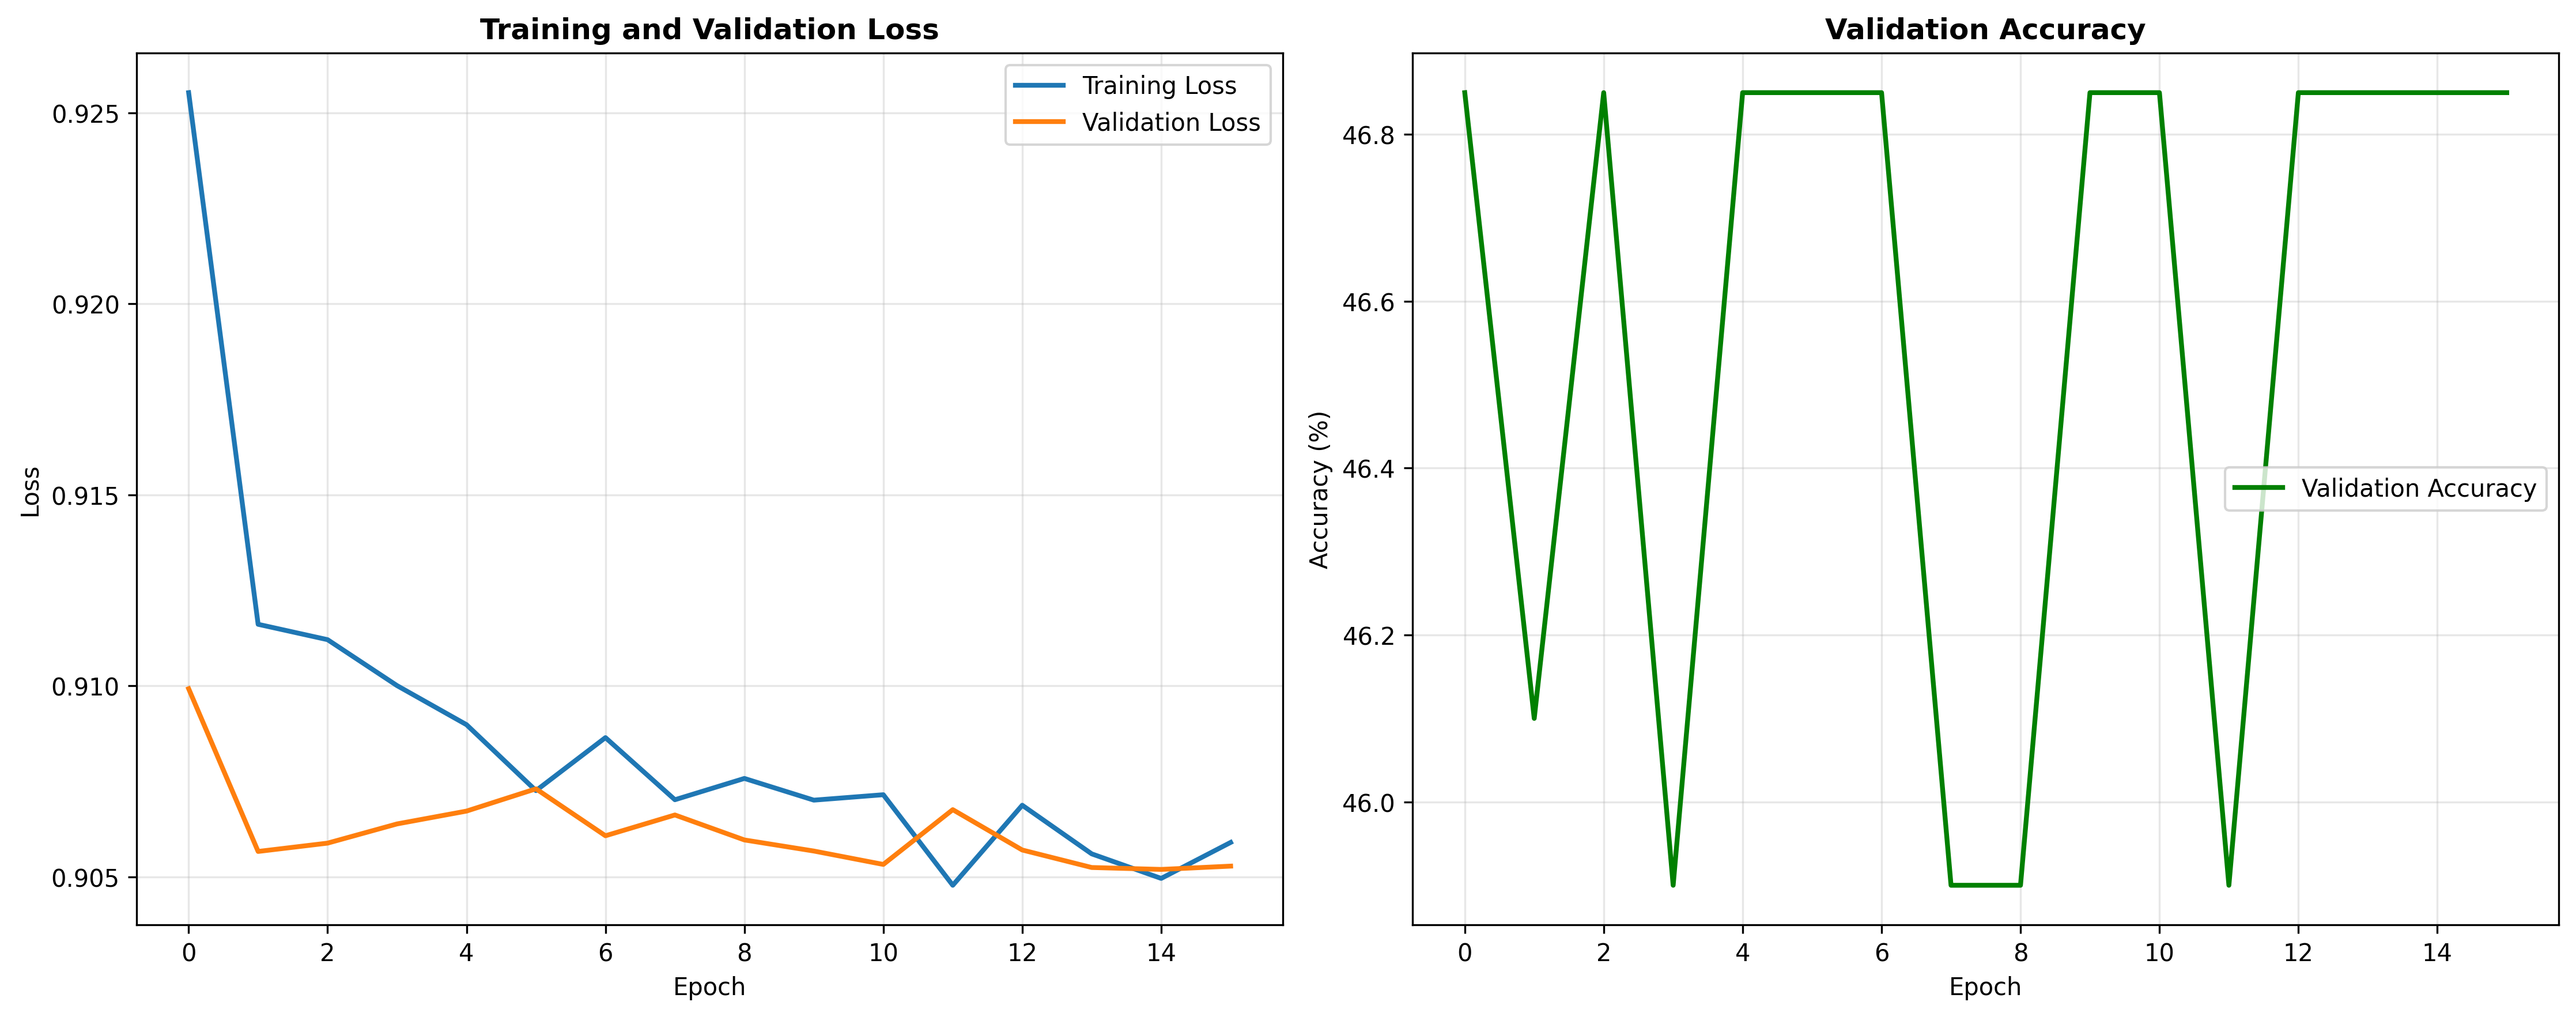 Training and Validation Loss
Training Loss
Validation Loss
0.925
0.920
0.915
0.910
0.905
Loss
0 2 4 6 8 10 12 14
Epoch
Validation Accuracy
46.8
46.6
46.4
46.2
46.0
Accuracy (%)
Validation Accuracy
0 2 4 6 8 10 12 14
Epoch